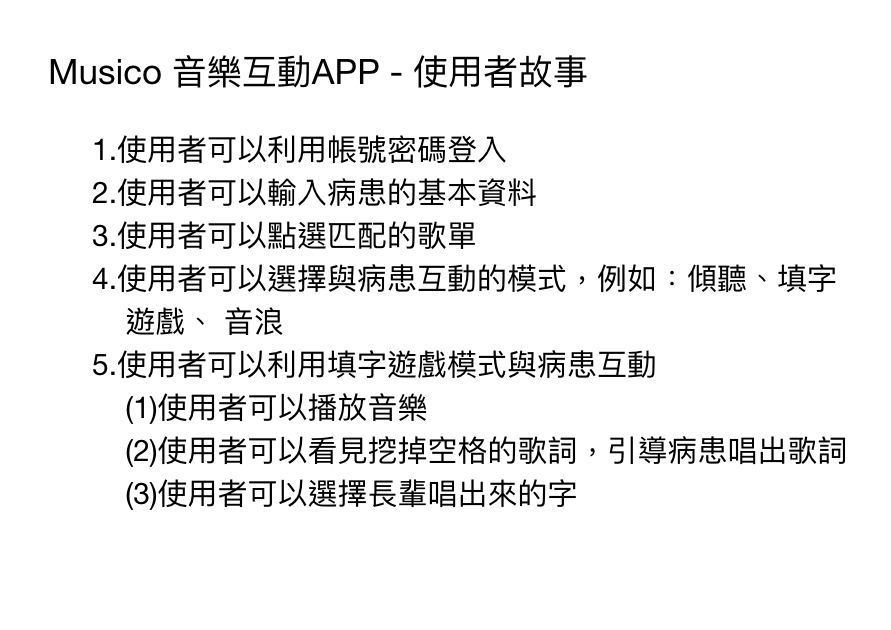 Musico 音樂互動APP - 使用者故事
1.使用者可以利用帳號密碼登入
2.使用者可以輸入病患的基本資料
3.使用者可以點選匹配的歌單
4.使用者可以選擇與病患互動的模式，例如：傾聽、填字
遊戲、 音浪
5.使用者可以利用填字遊戲模式與病患互動
(1)使用者可以播放音樂
(2)使用者可以看見挖掉空格的歌詞，引導病患唱出歌詞
(3)使用者可以選擇長輩唱出來的字